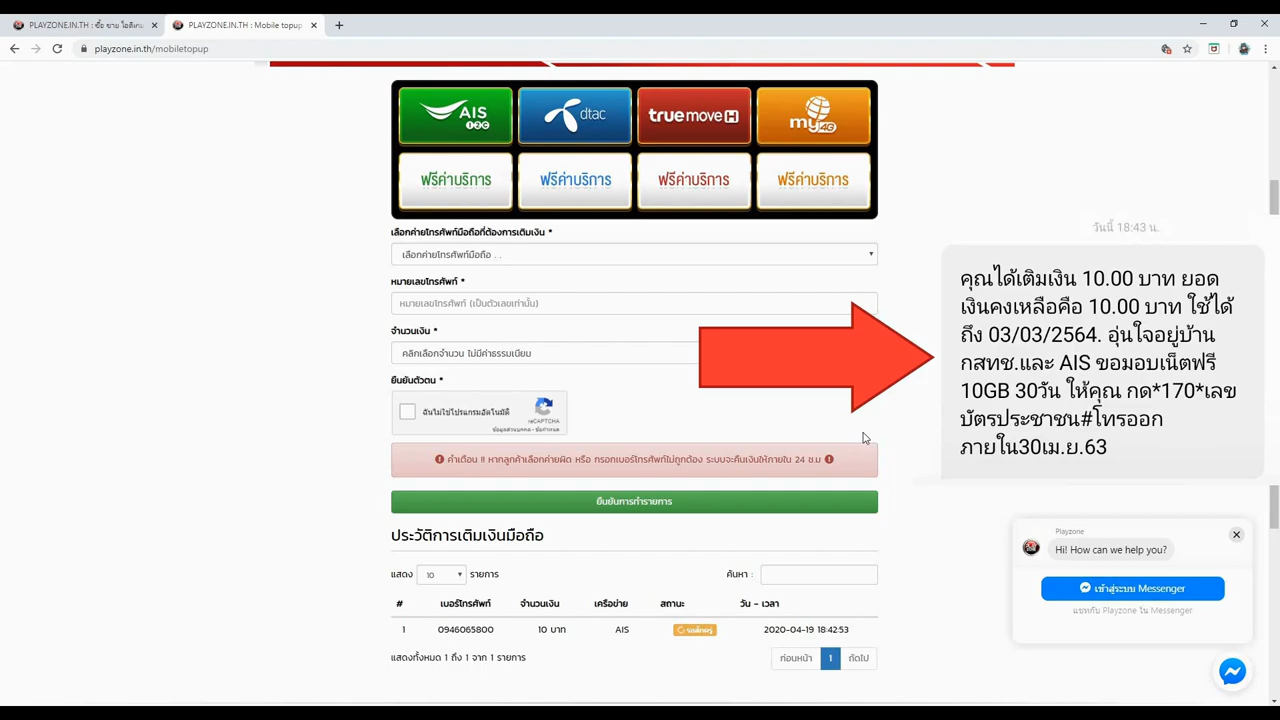 PLAYZONE.IN.TH : ซื้อ ขาย ไอดีเกม
PLAYZONE.IN.TH : Mobile topup
playzone.in.th/mobiletopup
AIS
dtac
truemove H
my
4G
ฟรีค่าบริการ
ฟรีค่าบริการ
ฟรีค่าบริการ
ฟรีค่าบริการ
เลือกค่ายโทรศัพท์มือถือที่ต้องการเติมเงิน *
เลือกค่ายโทรศัพท์มือถือ . .
หมายเลขโทรศัพท์ *
หมายเลขโทรศัพท์ (เป็นตัวเลขเท่านั้น)
จำนวนเงิน *
คลิกเลือกจำนวน ไม่มีค่าธรรมเนียม
ยืนยันตัวตน *
ฉันไม่ใช่โปรแกรมอัตโนมัติ
reCAPTCHA
ข้อมูลส่วนบุคคล - ข้อกำหนด
คำเตือน !! หากลูกค้าเลือกค่ายผิด หรือ กรอกเบอร์โทรศัพท์ไม่ถูกต้อง ระบบจะคืนเงินให้ภายใน 24 ช.ม
ยืนยันการทำรายการ
ประวัติการเติมเงินมือถือ
แสดง 10 รายการ
ค้นหา :
# เบอร์โทรศัพท์ จำนวนเงิน เครือข่าย สถานะ วัน - เวลา
1 0946065800 10 บาท AIS รอสักครู่ 2020-04-19 18:42:53
แสดงทั้งหมด 1 ถึง 1 จาก 1 รายการ
ก่อนหน้า 1 ถัดไป
วันนี้ 18:43 น.
คุณได้เติมเงิน 10.00 บาท ยอด
เงินคงเหลือคือ 10.00 บาท ใช้ได้
ถึง 03/03/2564. อุ่นใจอยู่บ้าน
กสทช.และ AIS ขอมอบเน็ตฟรี
10GB 30วัน ให้คุณ กด*170*เลข
บัตรประชาชน#โทรออก
ภายใน30เม.ย.63
Playzone
Hi! How can we help you?
เข้าสู่ระบบ Messenger
แชทกับ Playzone ใน Messenger